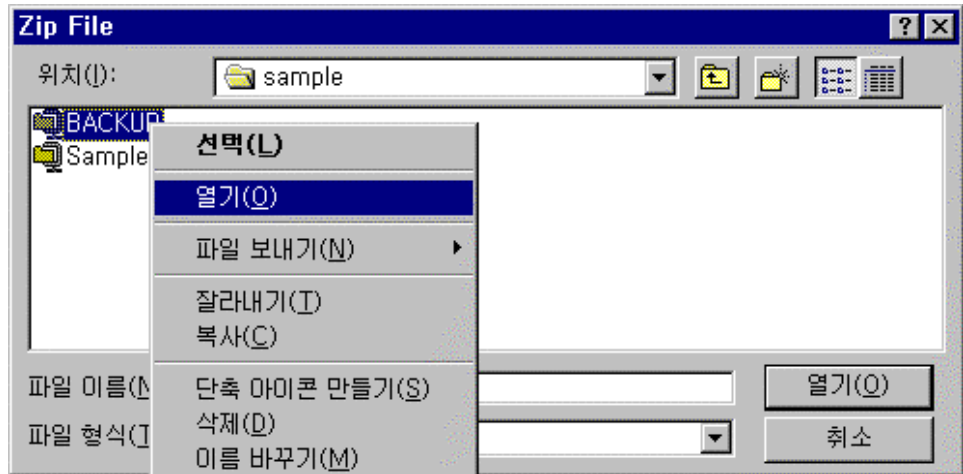 Zip File
위치(I):
sample
BACKUP
Sample
선택(L)
열기(O)
파일 보내기(N)
잘라내기(T)
복사(C)
단축 아이콘 만들기(S)
삭제(D)
이름 바꾸기(M)
파일 이름(N
열기(O)
파일 형식(T
취소